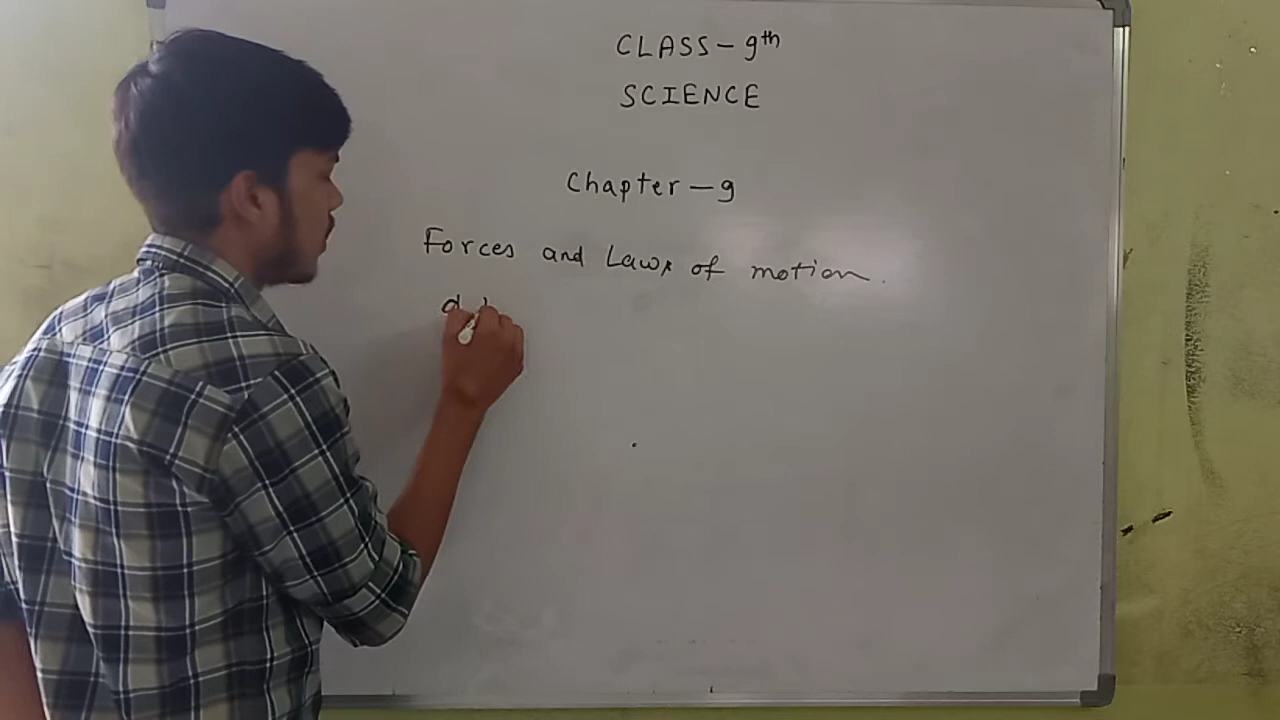 CLASS - 9th
SCIENCE
Chapter - 9
Forces and Laws of motion.